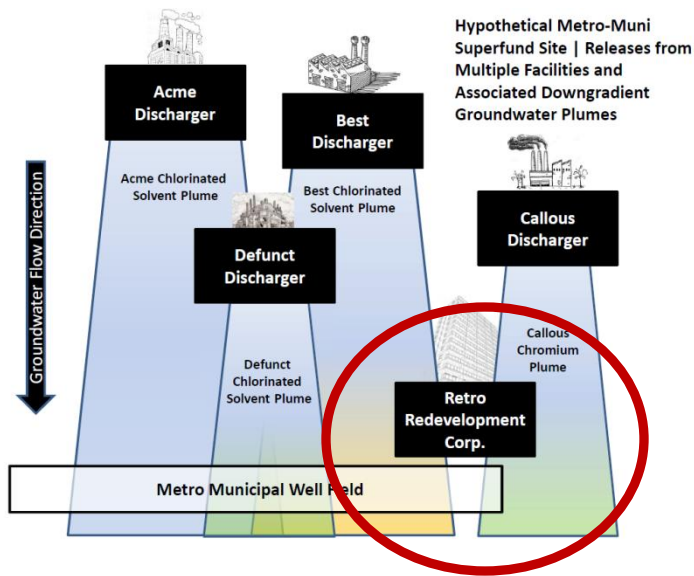 Hypothetical Metro-Muni
Superfund Site | Releases from
Multiple Facilities and
Associated Downgradient
Groundwater Plumes
Acme
Discharger
Best
Discharger
Acme Chlorinated
Solvent Plume
Best Chlorinated
Solvent Plume
Callous
Discharger
Defunct
Discharger
Groundwater Flow Direction
Defunct
Chlorinated
Solvent Plume
Callous
Chromium
Plume
Retro
Redevelopment
Corp.
Metro Municipal Well Field